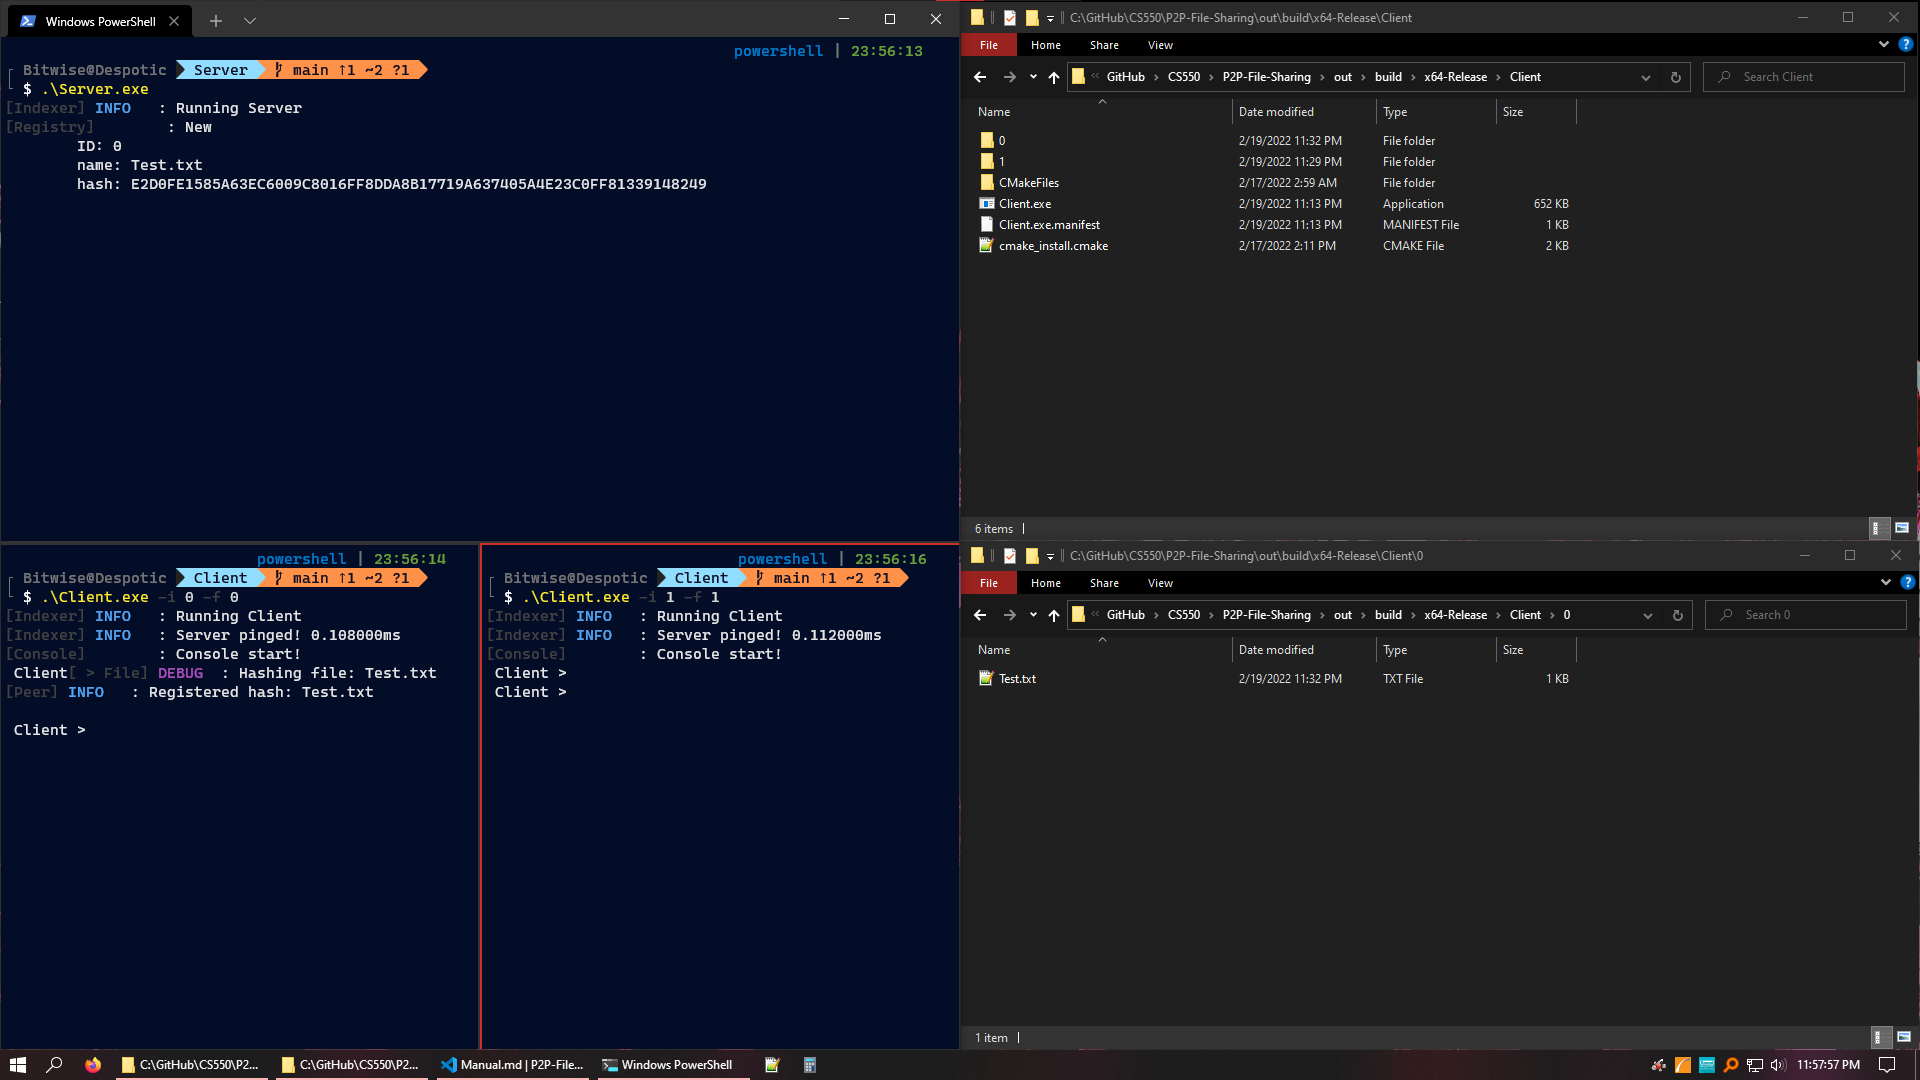 Windows PowerShell
powershell | 23:56:13
Bitwise@Despotic Server main ↑1 ~2 ?1
$ .\Server.exe
[Indexer] INFO : Running Server
[Registry] : New
ID: 0
name: Test.txt
hash: E2D0FE1585A63EC6009C8016FF8DDA8B17719A637405A4E23C0FF81339148249
powershell | 23:56:14
Bitwise@Despotic Client main ↑1 ~2 ?1
$ .\Client.exe -i 0 -f 0
[Indexer] INFO : Running Client
[Indexer] INFO : Server pinged! 0.108000ms
[Console] : Console start!
Client[ > File] DEBUG : Hashing file: Test.txt
[Peer] INFO : Registered hash: Test.txt
Client >
powershell | 23:56:16
Bitwise@Despotic Client main ↑1 ~2 ?1
$ .\Client.exe -i 1 -f 1
[Indexer] INFO : Running Client
[Indexer] INFO : Server pinged! 0.112000ms
[Console] : Console start!
Client >
Client >
C:\GitHub\CS550\P2P-File-Sharing\out\build\x64-Release\Client
File Home Share View
« GitHub › CS550 › P2P-File-Sharing › out › build › x64-Release › Client
Search Client
Name Date modified Type Size
0 2/19/2022 11:32 PM File folder
1 2/19/2022 11:29 PM File folder
CMakeFiles 2/17/2022 2:59 AM File folder
Client.exe 2/19/2022 11:13 PM Application 652 KB
Client.exe.manifest 2/19/2022 11:13 PM MANIFEST File 1 KB
cmake_install.cmake 2/17/2022 2:11 PM CMAKE File 2 KB
6 items
C:\GitHub\CS550\P2P-File-Sharing\out\build\x64-Release\Client\0
File Home Share View
« GitHub › CS550 › P2P-File-Sharing › out › build › x64-Release › Client › 0
Search 0
Name Date modified Type Size
Test.txt 2/19/2022 11:32 PM TXT File 1 KB
1 item
C:\GitHub\CS550\P2... C:\GitHub\CS550\P2... Manual.md | P2P-File... Windows PowerShell 11:57:57 PM